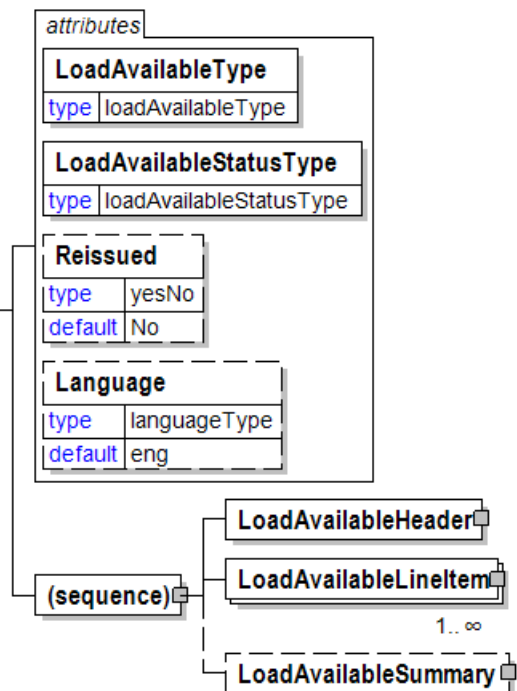 attributes
LoadAvailableType
type loadAvailableType
LoadAvailableStatusType
type loadAvailableStatusType
Reissued
type yesNo
default No
Language
type languageType
default eng
LoadAvailableHeader
(sequence)
LoadAvailableLineItem
1.. ∞
LoadAvailableSummary